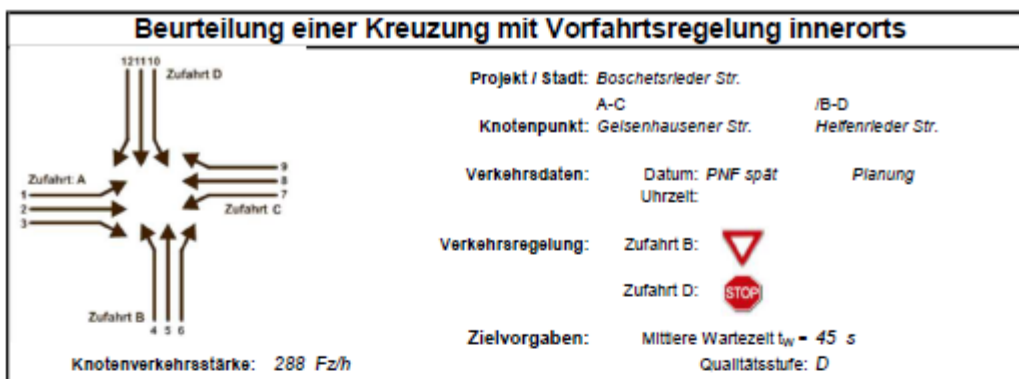 Beurteilung einer Kreuzung mit Vorfahrtsregelung innerorts
121110
Zufahrt D
Zufahrt: A
1
2
3
9
8
7
Zufahrt C
Zufahrt B
4 5 6
Knotenverkehrsstärke: 288 Fz/h
Projekt / Stadt: Boschetsrieder Str.
A-C /B-D
Knotenpunkt: Geisenhausener Str. Helfenrieder Str.
Verkehrsdaten: Datum: PNF spät Planung
Uhrzeit:
Verkehrsregelung: Zufahrt B:
Zufahrt D: STOP
Zielvorgaben: Mittlere Wartezeit tw = 45 s
Qualitätsstufe: D